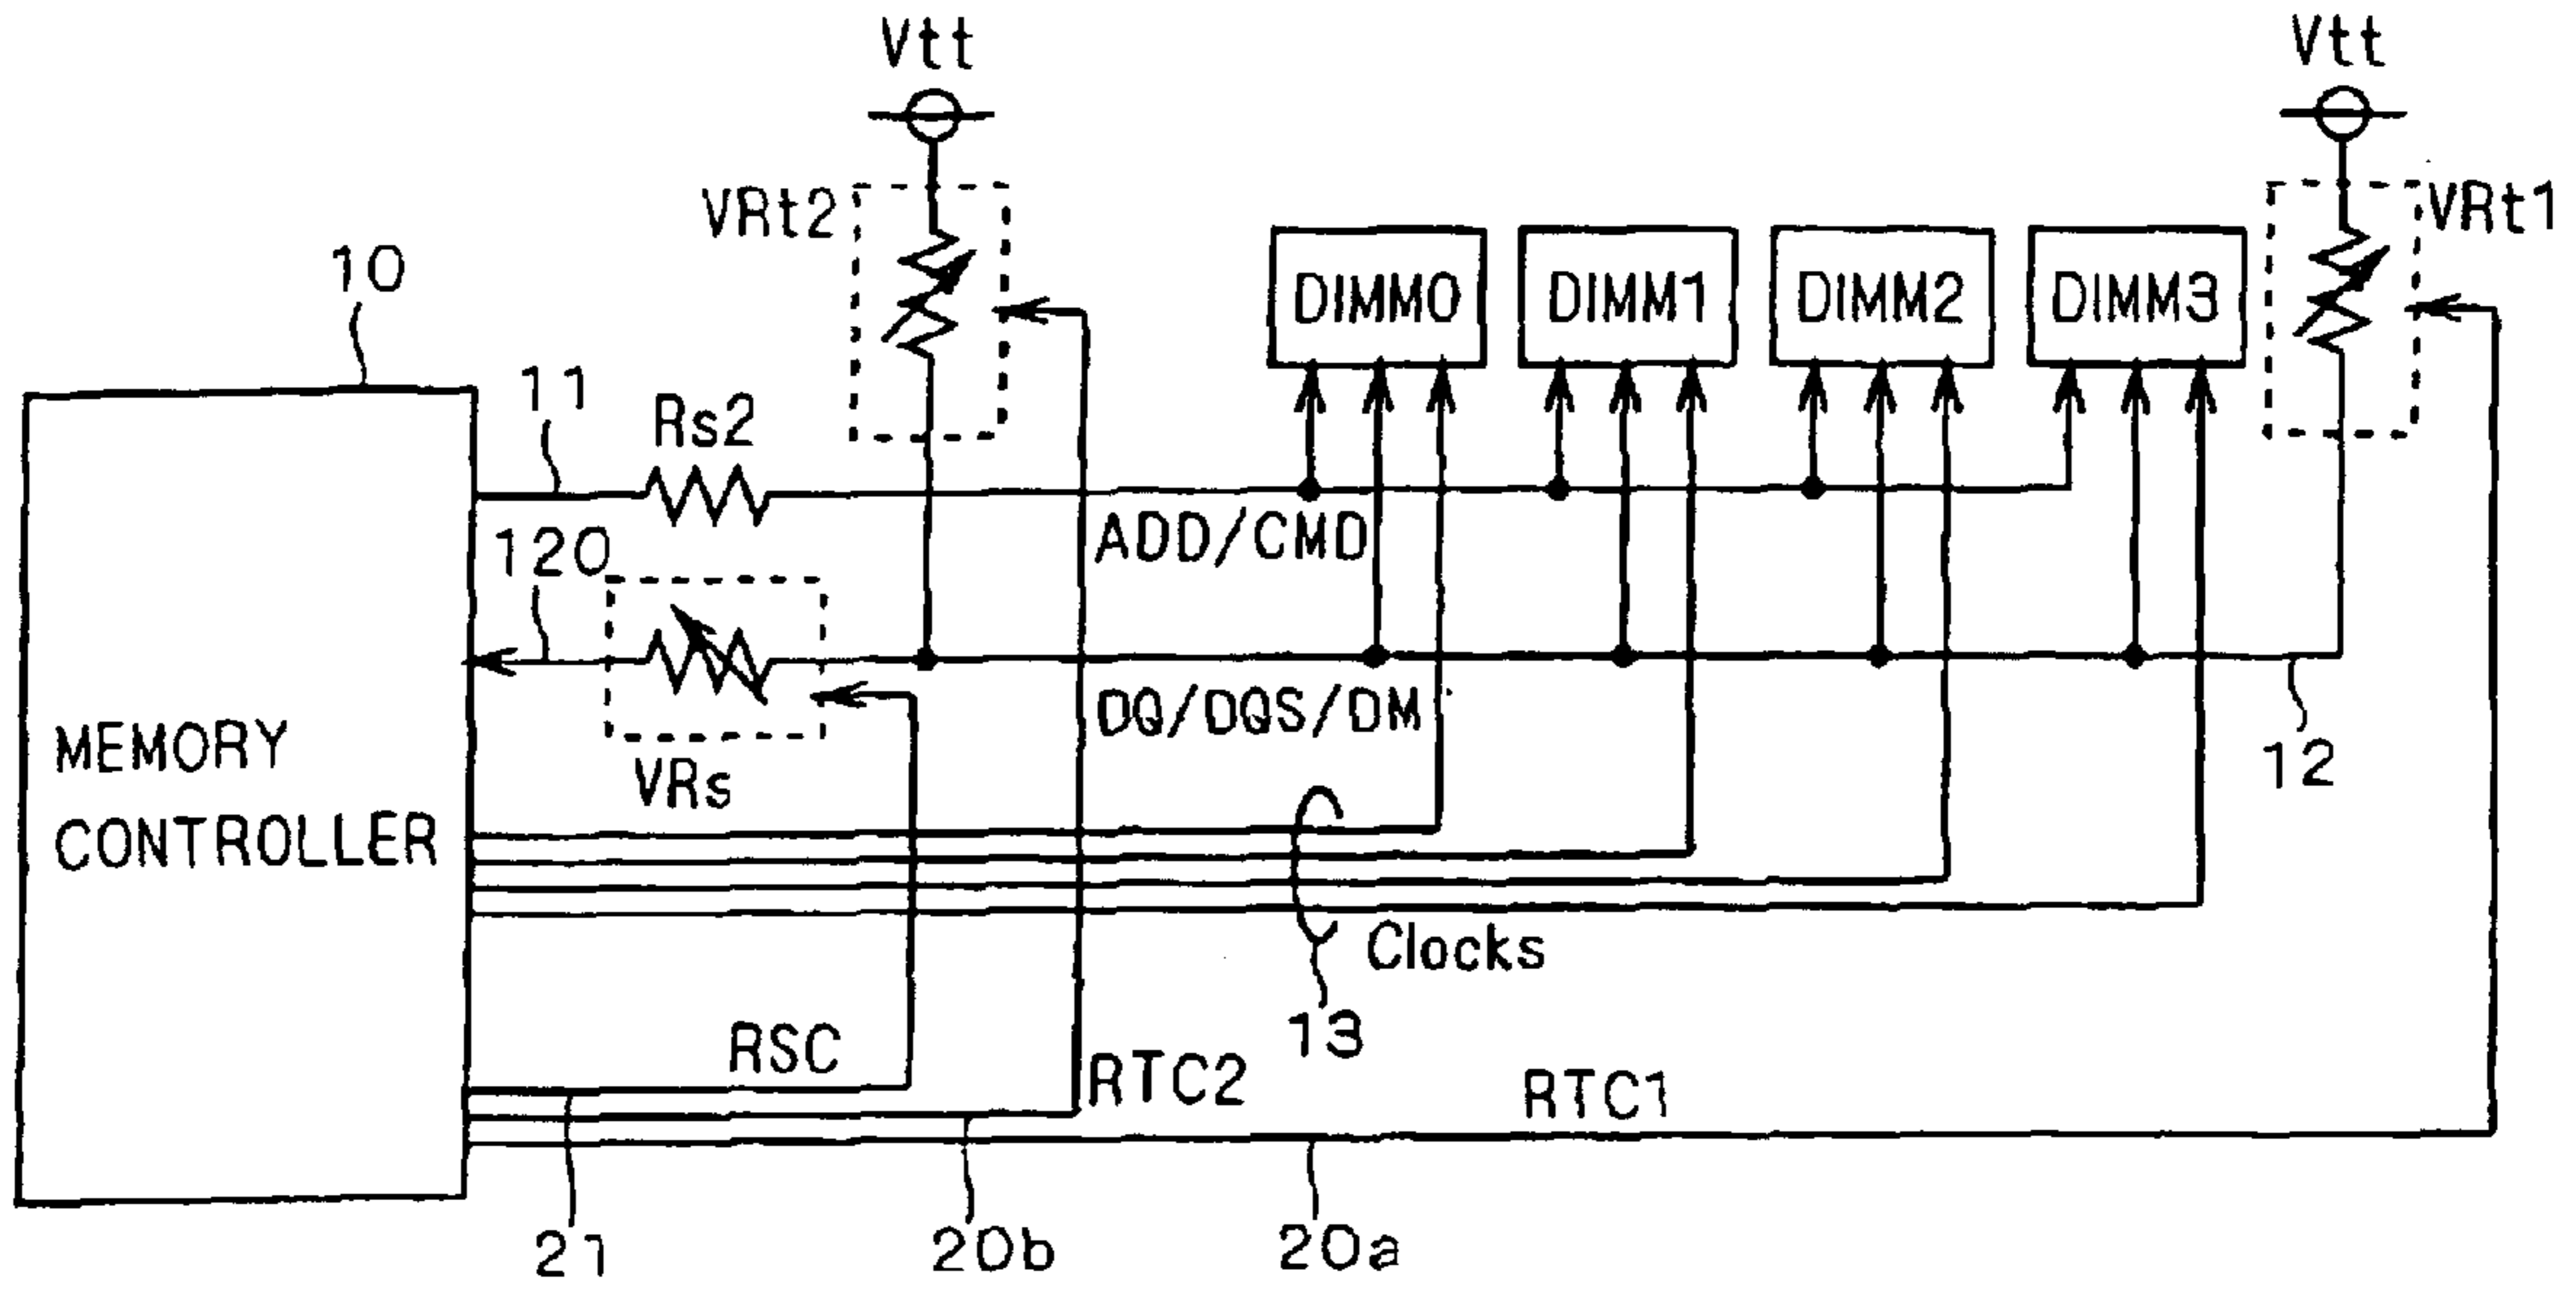 Vtt
Vtt
VRt2
VRt1
10
DIMM0
DIMM1
DIMM2
DIMM3
11
Rs2
120
ADD/CMD
DQ/DQS/DM
VRs
12
MEMORY
CONTROLLER
Clocks
13
RSC
RTC2
RTC1
21
20b
20a